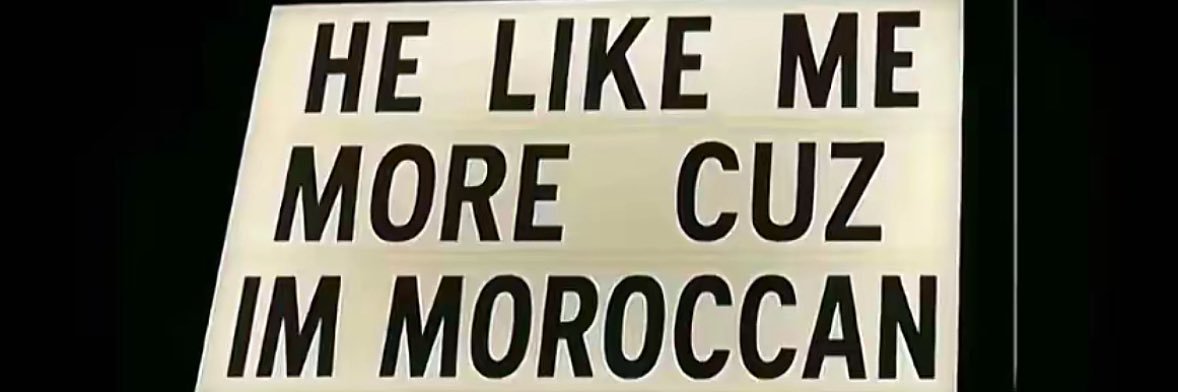 HE LIKE ME
MORE CUZ
IM MOROCCAN